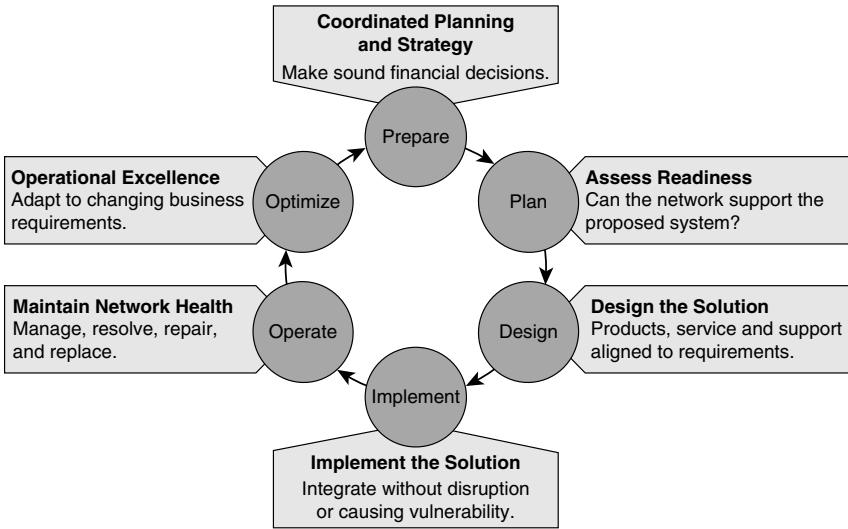 Coordinated Planning
and Strategy
Make sound financial decisions.
Prepare
Operational Excellence
Adapt to changing business
requirements.
Optimize
Plan
Assess Readiness
Can the network support the
proposed system?
Maintain Network Health
Manage, resolve, repair,
and replace.
Operate
Design
Design the Solution
Products, service and support
aligned to requirements.
Implement
Implement the Solution
Integrate without disruption
or causing vulnerability.